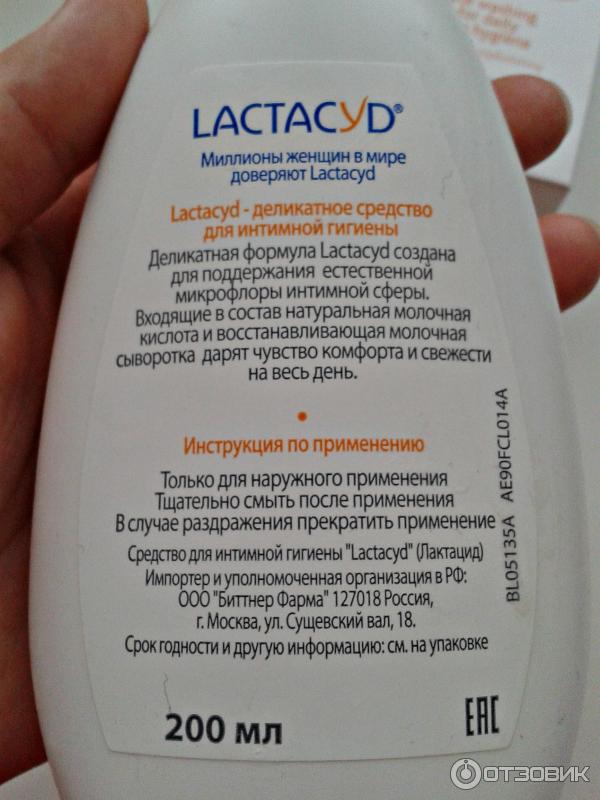 washing
for daily
hygiene
LACTACYD®
Миллионы женщин в мире
доверяют Lactacyd
Lactacyd - деликатное средство
для интимной гигиены
Деликатная формула Lactacyd создана
для поддержания естественной
микрофлоры интимной сферы.
Входящие в состав натуральная молочная
кислота и восстанавливающая молочная
сыворотка дарят чувство комфорта и свежести
на весь день.
Инструкция по применению
Только для наружного применения
Тщательно смыть после применения
В случае раздражения прекратить применение
Средство для интимной гигиены "Lactacyd" (Лактацид)
Импортер и уполномоченная организация в РФ:
ООО "Биттнер Фарма" 127018 Россия,
г. Москва, ул. Сущевский вал, 18.
Срок годности и другую информацию: см. на упаковке
200 мл
EAC
BL05135A AE90FCL014A
ОТЗОВИК